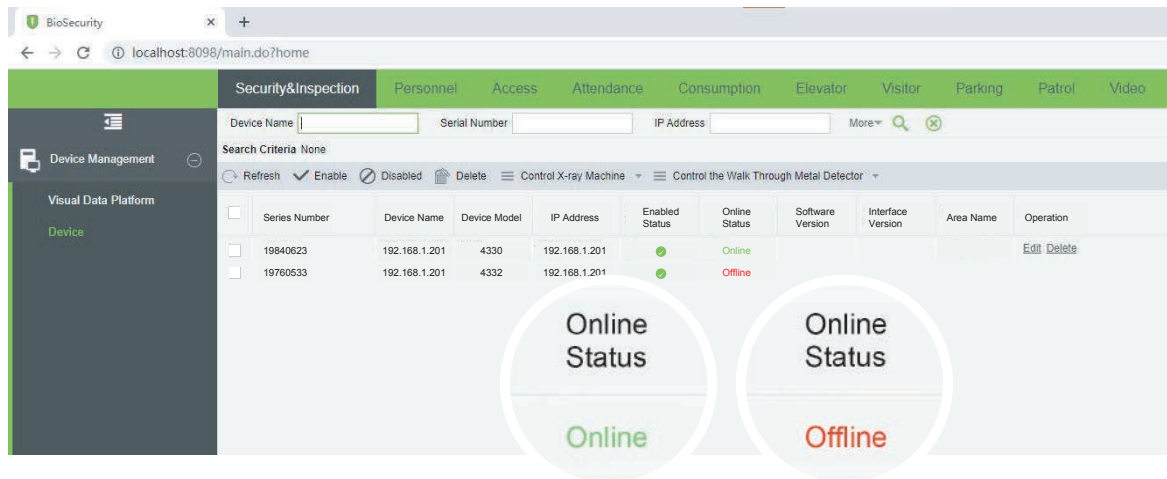 BioSecurity
localhost:8098/main.do?home
Security&Inspection Personnel Access Attendance Consumption Elevator Visitor Parking Patrol Video
Device Name Serial Number IP Address More
Device Management
Search Criteria None
Refresh Enable Disabled Delete Control X-ray Machine Control the Walk Through Metal Detector
Visual Data Platform
Device
Series Number Device Name Device Model IP Address Enabled Status Online Status Software Version Interface Version Area Name Operation
19840623 192.168.1.201 4330 192.168.1.201 Online Edit Delete
19760533 192.168.1.201 4332 192.168.1.201 Offline
Online Status
Online
Online Status
Offline